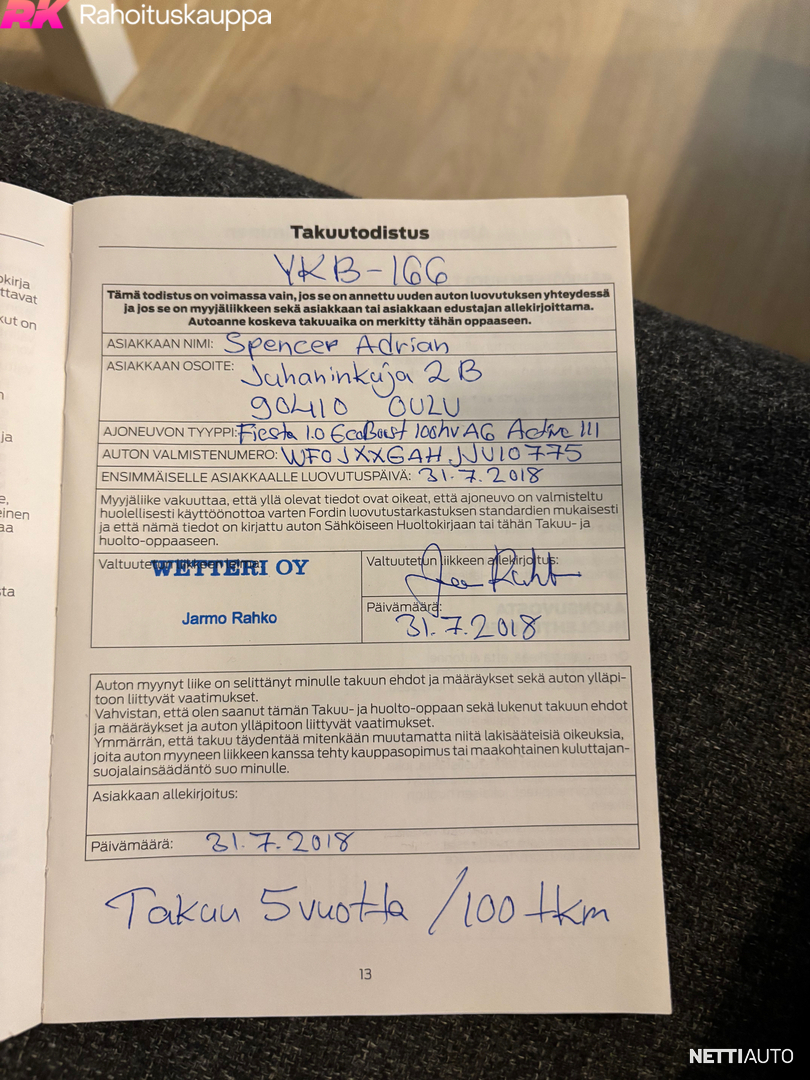 RK Rahoituskauppa
Takuutodistus
YKB-166
Tämä todistus on voimassa vain, jos se on annettu uuden auton luovutuksen yhteydessä
ja jos se on myyjäliikkeen sekä asiakkaan tai asiakkaan edustajan allekirjoittama.
Autoanne koskeva takuuaika on merkitty tähän oppaaseen.
ASIAKKAAN NIMI: Spencer Adrian
ASIAKKAAN OSOITE: Juhaninkuja 2 B
90410 OULU
AJONEUVON TYYPPI: Fiesta 1.0 EcoBoost 100hv A6 Active III
AUTON VALMISTENUMERO: WF0JXXGAHJJU10775
ENSIMMÄISELLE ASIAKKAALLE LUOVUTUSPÄIVÄ: 31.7.2018
Myyjäliike vakuuttaa, että yllä olevat tiedot ovat oikeat, että ajoneuvo on valmisteltu
huolellisesti käyttöönottoa varten Fordin luovutustarkastuksen standardien mukaisesti
ja että nämä tiedot on kirjattu auton Sähköiseen Huoltokirjaan tai tähän Takuu- ja
huolto-oppaaseen.
WETTERI OY
Jarmo Rahko
Valtuutetun liikkeen allekirjoitus:
Päivämäärä:
31.7.2018
Auton myynyt liike on selittänyt minulle takuun ehdot ja määräykset sekä auton ylläpi-
toon liittyvät vaatimukset.
Vahvistan, että olen saanut tämän Takuu- ja huolto-oppaan sekä lukenut takuun ehdot
ja määräykset ja auton ylläpitoon liittyvät vaatimukset.
Ymmärrän, että takuu täydentää mitenkään muutamatta niitä lakisääteisiä oikeuksia,
joita auton myyneen liikkeen kanssa tehty kauppasopimus tai maakohtainen kuluttajan-
suojalainsäädäntö suo minulle.
Asiakkaan allekirjoitus:
Päivämäärä: 31.7.2018
Takuu 5 vuotta /100 tkm
13
NETTIAUTO